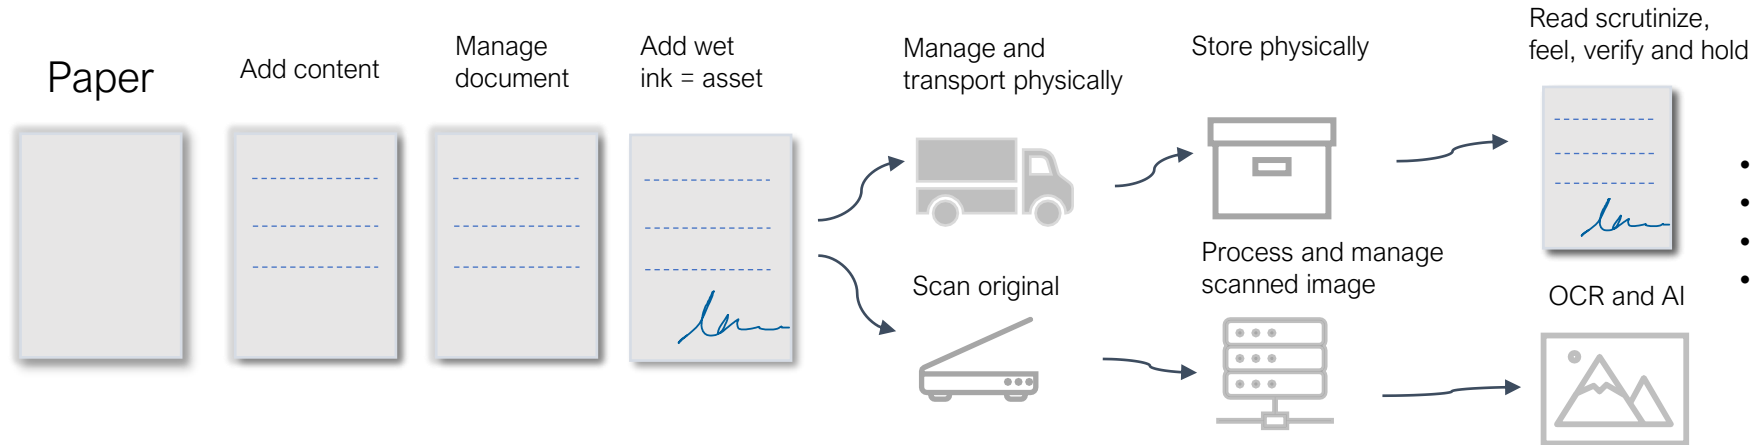 Paper
Add content
Manage
document
Add wet
ink = asset
Manage and
transport physically
Store physically
Read scrutinize,
feel, verify and hold
Scan original
Process and manage
scanned image
OCR and AI